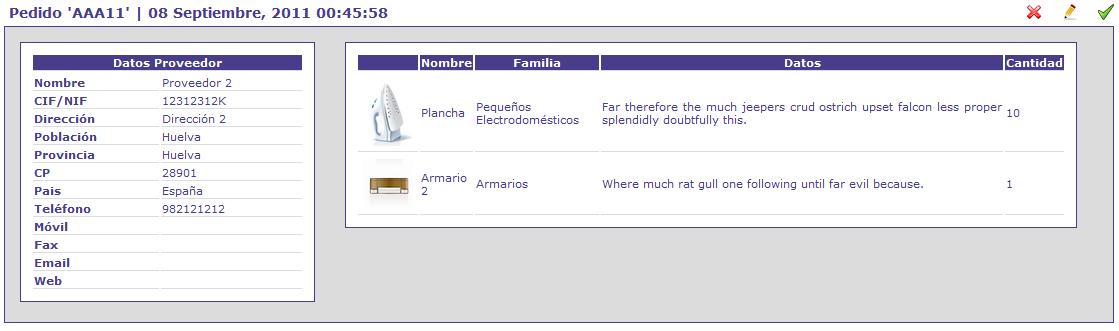 Pedido 'AAA11' | 08 Septiembre, 2011 00:45:58
Datos Proveedor
Nombre Proveedor 2
CIF/NIF 12312312K
Dirección Dirección 2
Población Huelva
Provincia Huelva
CP 28901
Pais España
Teléfono 982121212
Móvil
Fax
Email
Web
Nombre Familia Datos Cantidad
Plancha
Pequeños
Electrodomésticos
Far therefore the much jeepers crud ostrich upset falcon less proper
splendidly doubtfully this.
10
Armario
2
Armarios
Where much rat gull one following until far evil because.
1